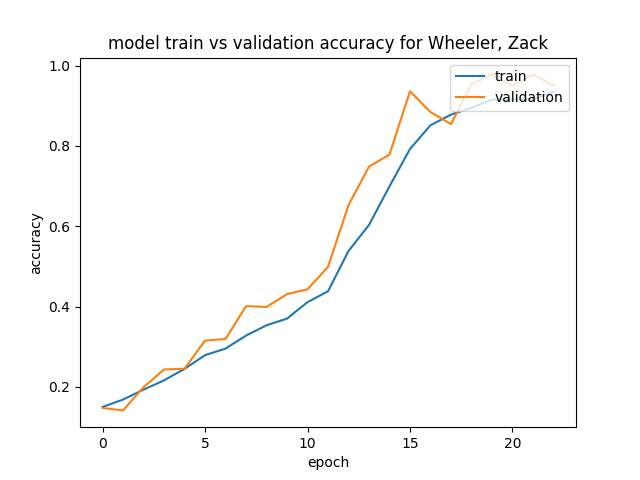 model train vs validation accuracy for Wheeler, Zack
train
validation
1.0
0.8
0.6
0.4
0.2
accuracy
0 5 10 15 20
epoch